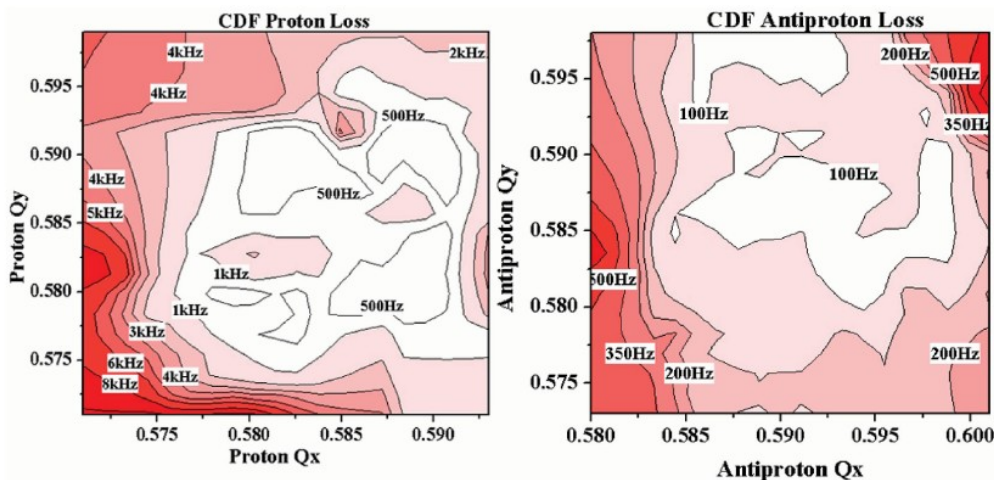 CDF Proton Loss
4kHz
2kHz
4kHz
500Hz
4kHz
500Hz
5kHz
1kHz
1kHz
500Hz
3kHz
6kHz
4kHz
8kHz
0.595
0.590
0.585
0.580
0.575
Proton Qy
0.575
0.580
0.585
0.590
Proton Qx
CDF Antiproton Loss
200Hz
500Hz
100Hz
350Hz
100Hz
500Hz
350Hz
200Hz
200Hz
0.595
0.590
0.585
0.580
0.575
Antiproton Qy
0.580
0.585
0.590
0.595
0.600
Antiproton Qx